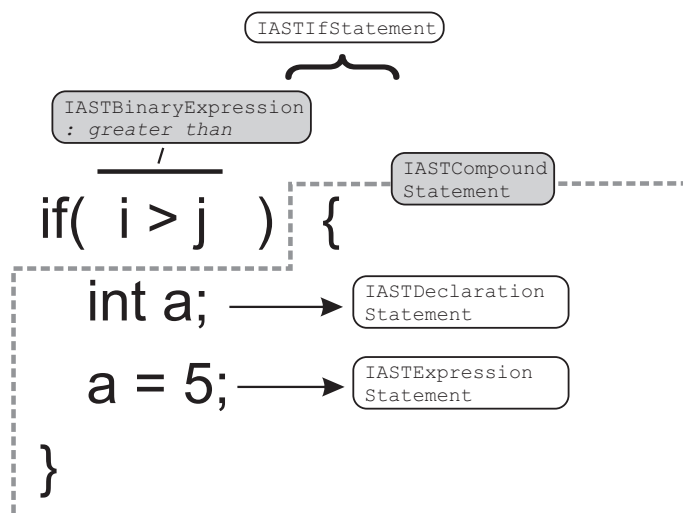 IASTIfStatement
IASTBinaryExpression
: greater than
IASTCompound
Statement
if( i > j ) {
int a;
IASTDeclaration
Statement
a = 5;
IASTExpression
Statement
}